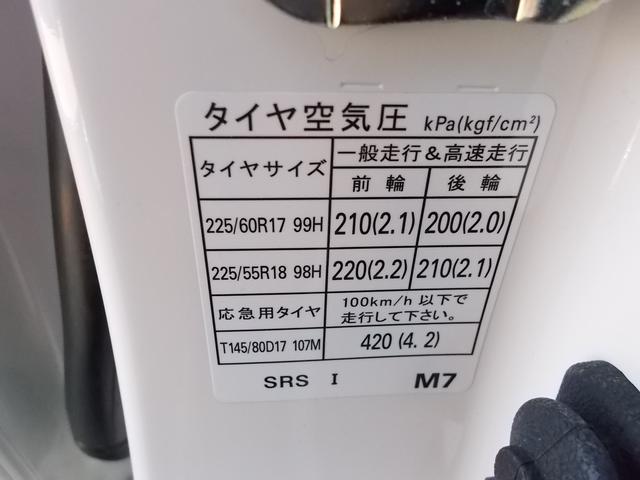 タイヤ空気圧 kPa(kgf/cm²)
タイヤサイズ 一般走行&高速走行
前輪 後輪
225/60R17 99H 210(2.1) 200(2.0)
225/55R18 98H 220(2.2) 210(2.1)
応急用タイヤ 100km/h 以下で
走行して下さい。
T145/80D17 107M 420(4.2)
SRS I M7